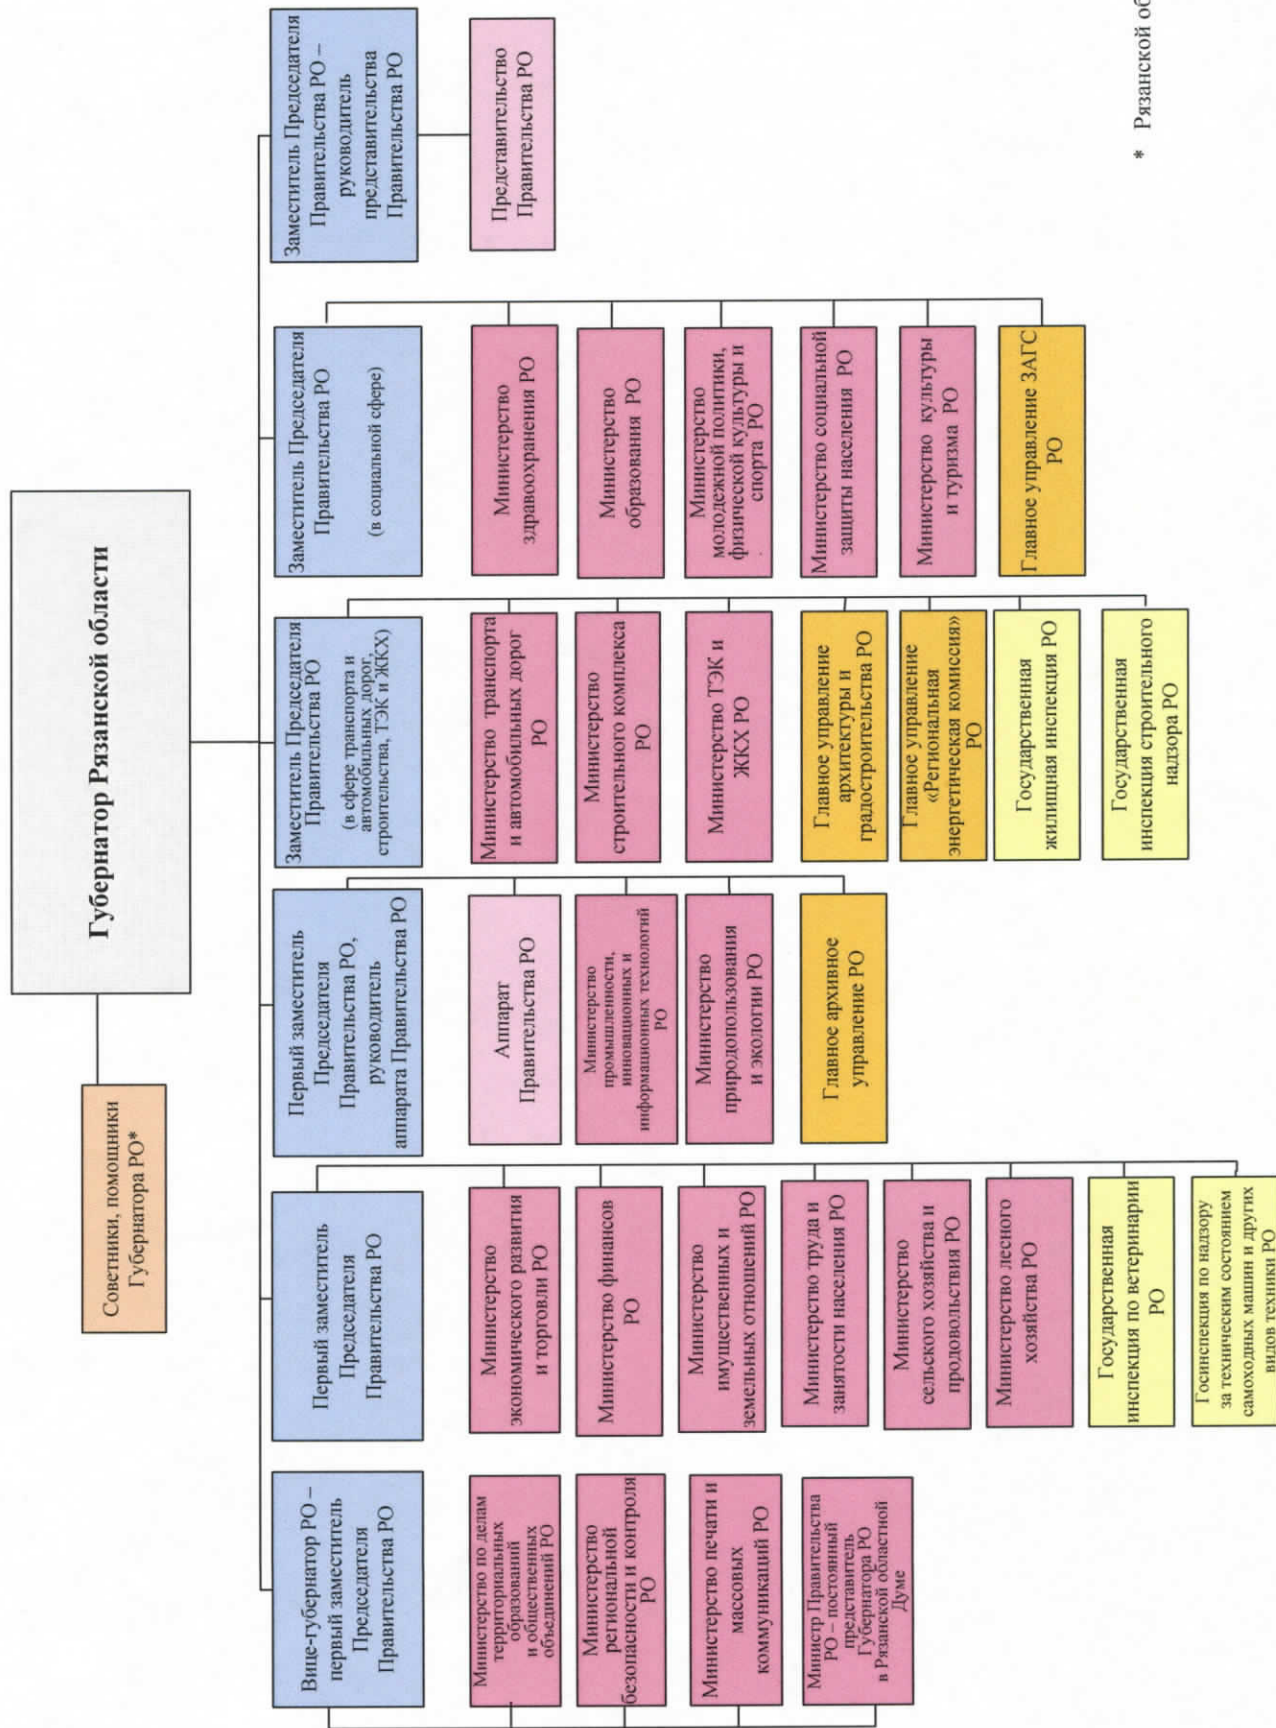 Губернатор Рязанской области
Советники, помощники
Губернатора РО*
Вице-губернатор РО –
первый заместитель
Председателя
Правительства РО
Министерство по делам
территориальных
образований
и общественных
объединений РО
Министерство
региональной
безопасности и контроля
РО
Министерство печати и
массовых
коммуникаций РО
Министр Правительства
РО – постоянный
представитель
Губернатора РО
в Рязанской областной
Думе
Первый заместитель
Председателя
Правительства РО
Министерство
экономического развития
и торговли РО
Министерство финансов
РО
Министерство
имущественных и
земельных отношений РО
Министерство труда и
занятости населения РО
Министерство
сельского хозяйства и
продовольствия РО
Министерство лесного
хозяйства РО
Государственная
инспекция по ветеринарии
РО
Госинспекция по надзору
за техническим состоянием
самоходных машин и других
видов техники РО
Первый заместитель
Председателя
Правительства РО,
руководитель
аппарата Правительства РО
Аппарат
Правительства РО
Министерство
промышленности,
инновационных и
информационных технологий
РО
Министерство
природопользования
и экологии РО
Главное архивное
управление РО
Заместитель Председателя
Правительства РО
(в сфере транспорта и
автомобильных дорог,
строительства, ТЭК и ЖКХ)
Министерство транспорта
и автомобильных дорог
РО
Министерство
строительного комплекса
РО
Министерство ТЭК и
ЖКХ РО
Главное управление
архитектуры и
градостроительства РО
Главное управление
«Региональная
энергетическая комиссия»
РО
Государственная
жилищная инспекция РО
Государственная
инспекция строительного
надзора РО
Заместитель Председателя
Правительства РО
(в социальной сфере)
Министерство
здравоохранения РО
Министерство
образования РО
Министерство
молодежной политики,
физической культуры и
спорта РО
Министерство социальной
защиты населения РО
Министерство культуры
и туризма РО
Главное управление ЗАГС
РО
Заместитель Председателя
Правительства РО –
руководитель
представительства
Правительства РО
Представительство
Правительства РО
* Рязанской об